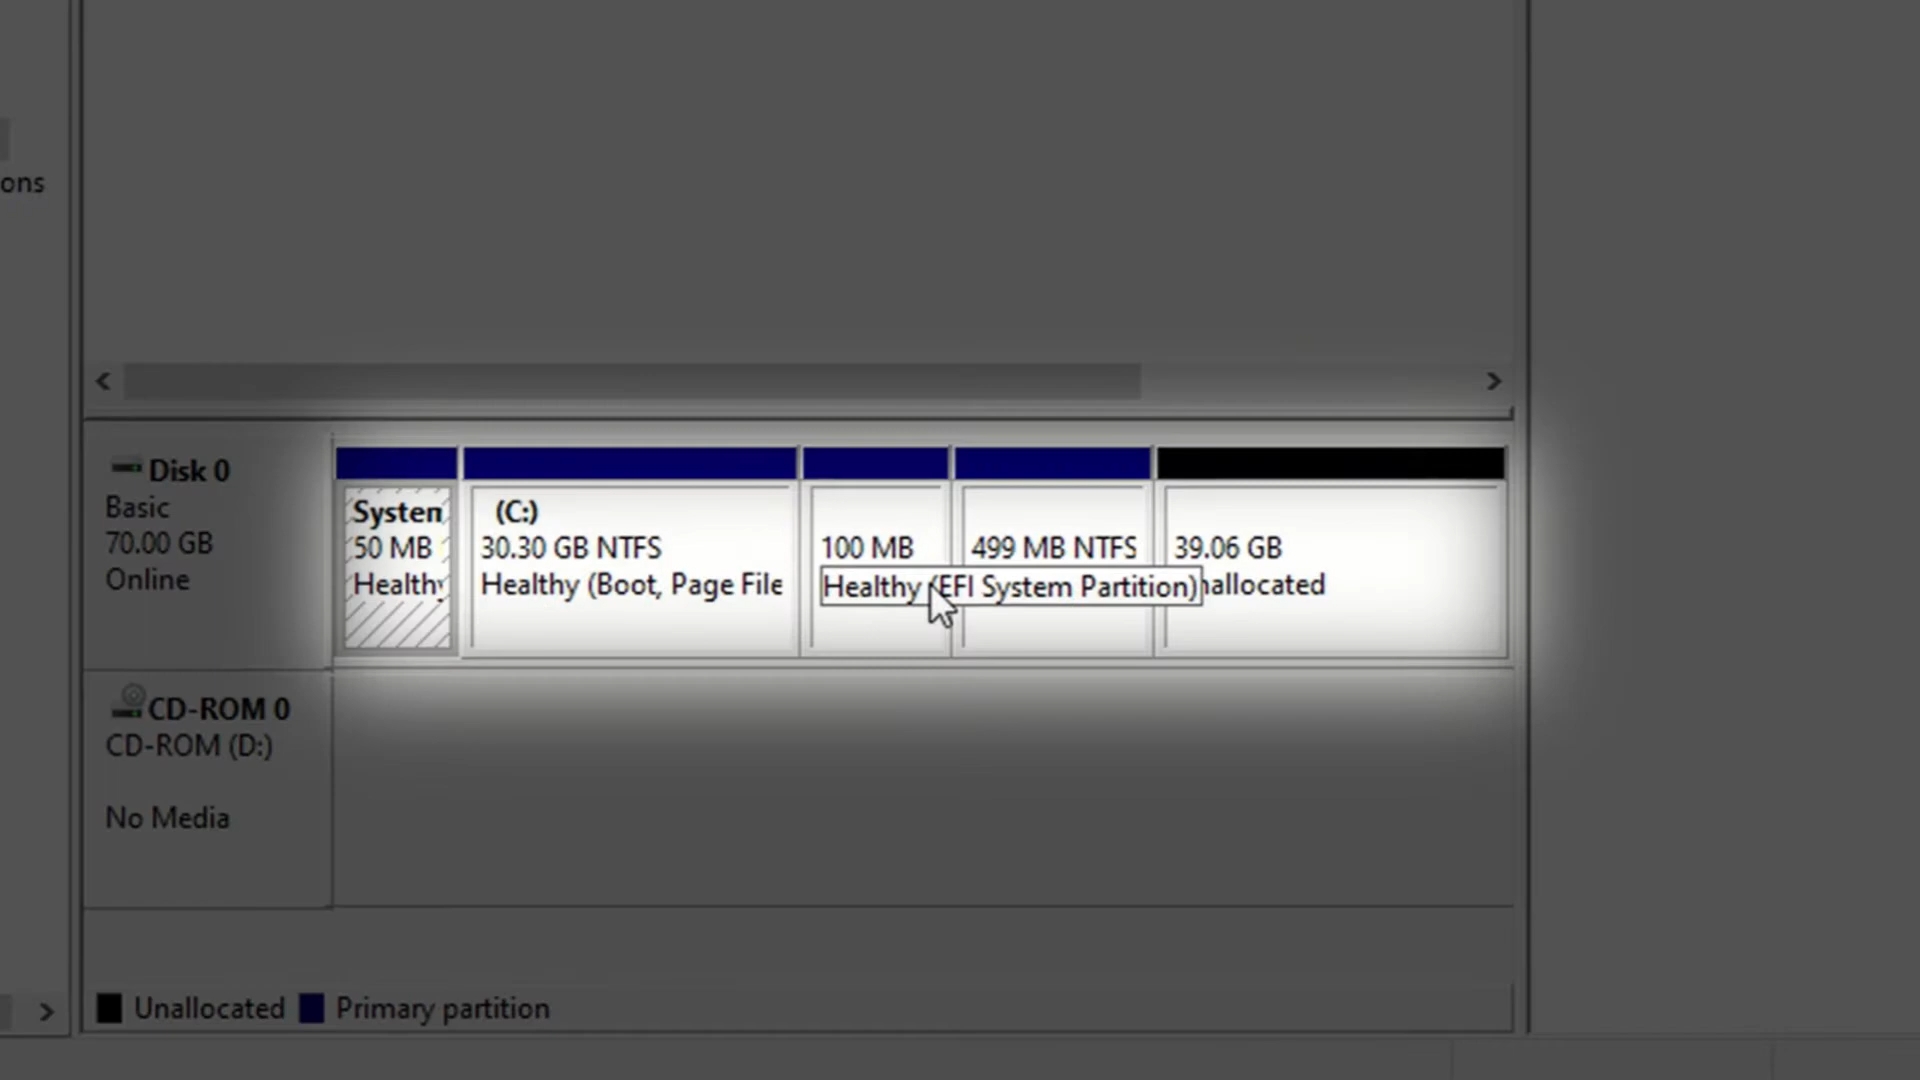 ons
Disk 0
Basic
70.00 GB
Online
Systen
50 MB
Healthy
(C:)
30.30 GB NTFS
Healthy (Boot, Page File
100 MB
Healthy (EFI System Partition)
499 MB NTFS
39.06 GB
nallocated
CD-ROM 0
CD-ROM (D:)
No Media
Unallocated
Primary partition